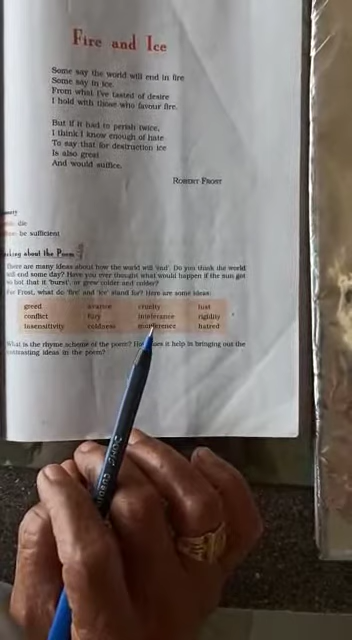 Fire and Ice
Some say the world will end in fire
Some say in ice.
From what I've tasted of desire
I hold with those who favour fire.
But if it had to perish twice,
I think I know enough of hate
To say that for destruction ice
Is also great
And would suffice.
ROBERT FROST
die
be sufficient
about the Poem
There are many ideas about how the world will 'end'. Do you think the world
will end some day? Have you ever thought what would happen if the sun got
so hot that it 'burst', or grew colder and colder?
For Frost, what do 'fire' and 'ice' stand for? Here are some ideas:
greed avarice cruelty lust
conflict fury intolerance rigidity
insensitivity coldness indifference hatred
What is the rhyme scheme of the poem? How does it help in bringing out the
contrasting ideas in the poem?